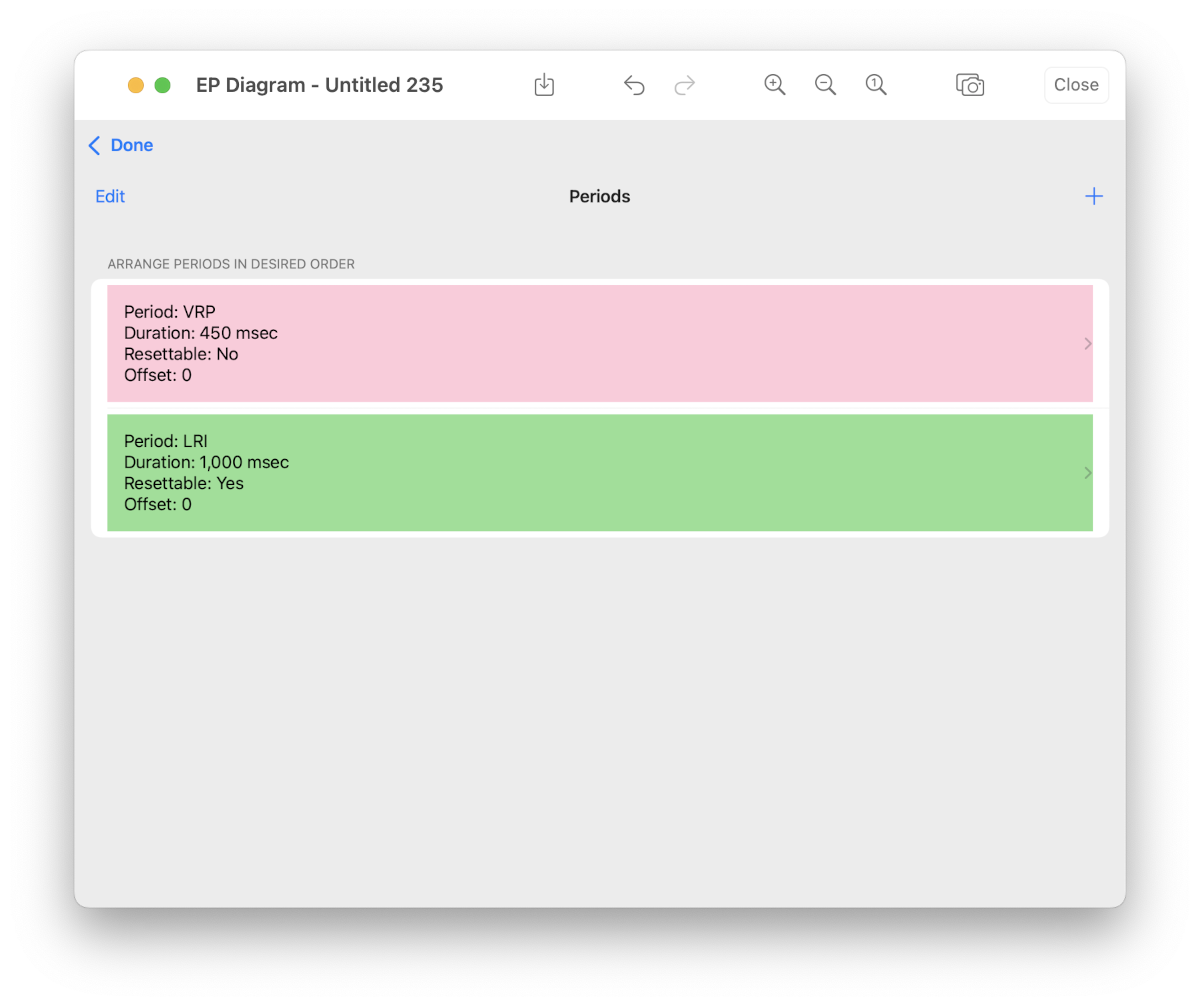 EP Diagram - Untitled 235
1
Close
Done
Edit
Periods
ARRANGE PERIODS IN DESIRED ORDER
Period: VRP
Duration: 450 msec
Resettable: No
Offset: 0
Period: LRI
Duration: 1,000 msec
Resettable: Yes
Offset: 0